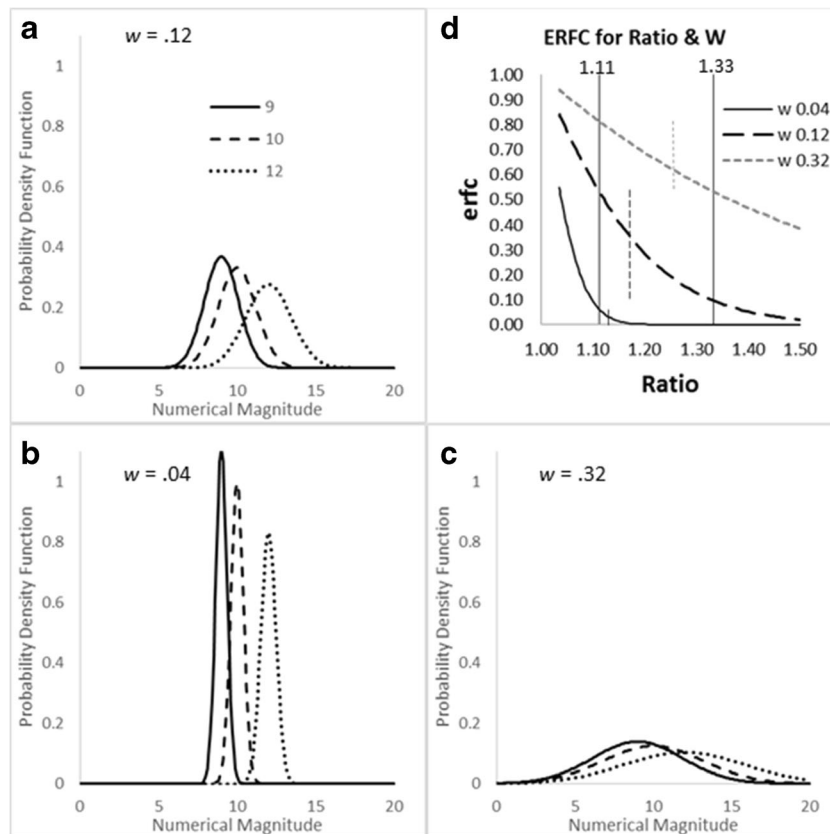 a
w = .12
Probability Density Function
1
0.8
0.6
0.4
0.2
0
9
10
12
0
5
10
15
20
Numerical Magnitude
d
ERFC for Ratio & W
1.11
1.33
erfc
1.00
0.90
0.80
0.70
0.60
0.50
0.40
0.30
0.20
0.10
0.00
w 0.04
w 0.12
w 0.32
1.00
1.10
1.20
1.30
1.40
1.50
Ratio
b
w = .04
Probability Density Function
1
0.8
0.6
0.4
0.2
0
0
5
10
15
20
Numerical Magnitude
c
w = .32
Probability Density Function
1
0.8
0.6
0.4
0.2
0
0
5
10
15
20
Numerical Magnitude